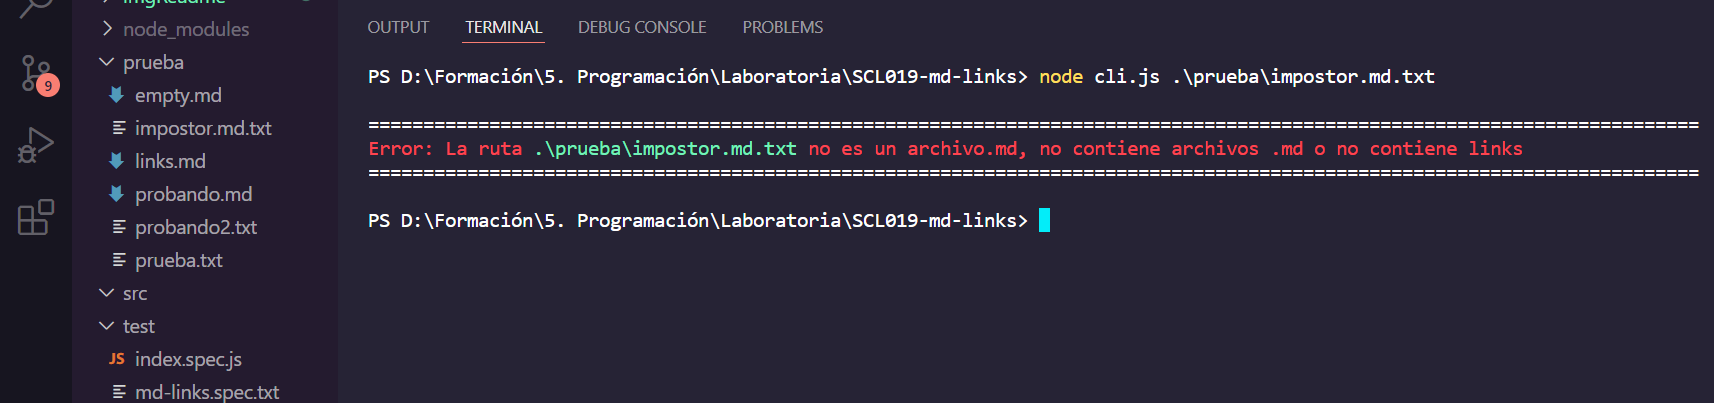 imgReadme
node_modules
prueba
empty.md
impostor.md.txt
links.md
probando.md
probando2.txt
prueba.txt
src
test
JS index.spec.js
md-links.spec.txt
9
OUTPUT TERMINAL DEBUG CONSOLE PROBLEMS
PS D:\Formación\5. Programación\Laboratoria\SCL019-md-links> node cli.js .\prueba\impostor.md.txt
=========================================================================================================================
Error: La ruta .\prueba\impostor.md.txt no es un archivo.md, no contiene archivos .md o no contiene links
=========================================================================================================================
PS D:\Formación\5. Programación\Laboratoria\SCL019-md-links>